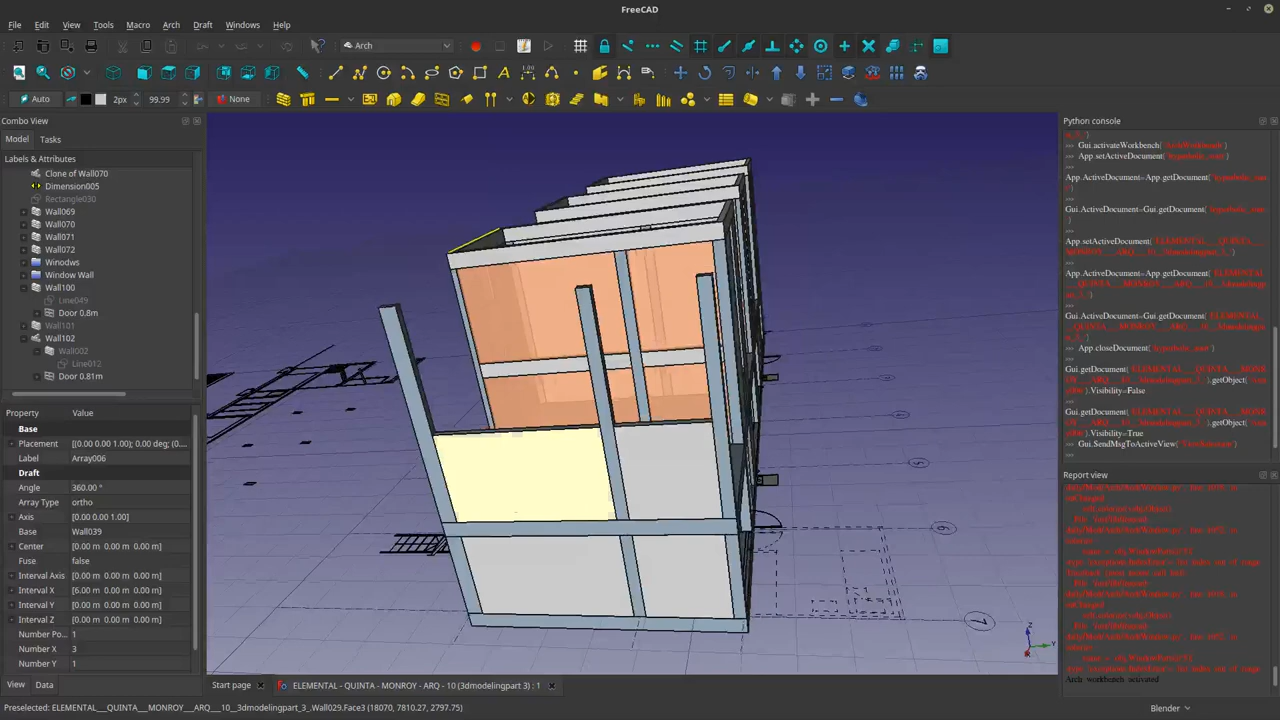 FreeCAD
File Edit View Tools Macro Arch Draft Windows Help
Arch
Auto 2px 99.99 None
Combo View
Model Tasks
Labels & Attributes
Clone of Wall070
Dimension005
Rectangle030
Wall069
Wall070
Wall071
Wall072
Winodws
Window Wall
Wall100
Line049
Door 0.8m
Wall101
Wall102
Wall002
Line012
Door 0.81m
Property Value
Base
Placement [(0.00 0.00 1.00); 0.00 deg; (0....
Label Array006
Draft
Angle 360.00 °
Array Type ortho
Axis [0.00 0.00 1.00]
Base Wall039
Center [0.00 m 0.00 m 0.00 m]
Fuse false
Interval Axis [0.00 m 0.00 m 0.00 m]
Interval X [6.00 m 0.00 m 0.00 m]
Interval Y [0.00 m 0.00 m 0.00 m]
Interval Z [0.00 m 0.00 m 0.00 m]
Number Po... 1
Number X 3
Number Y 1
View Data
5
6
7
Z
Y
Start page ELEMENTAL - QUINTA - MONROY - ARQ - 10 (3dmodelingpart 3) : 1
Python console
>>> Gui.activateWorkbench("ArchWorkbench")
>>> App.setActiveDocument(
App.ActiveDocument=App.getDocument(
Gui.ActiveDocument=Gui.getDocument(
App.setActiveDocument(
App.ActiveDocument=App.getDocument(
Gui.ActiveDocument=Gui.getDocument(
>>> App.closeDocument(
Gui.getDocument(
).getObject(
).Visibility=False
Gui.getDocument(
).getObject(
).Visibility=True
>>> Gui.SendMsgToActiveView(
>>>
Report view
Arch workbench activated
Preselected: ELEMENTAL___QUINTA___MONROY___ARQ___10__3dmodelingpart_3_.Wall029.Face3 (18070, 7810.27, 2797.75)
Blender